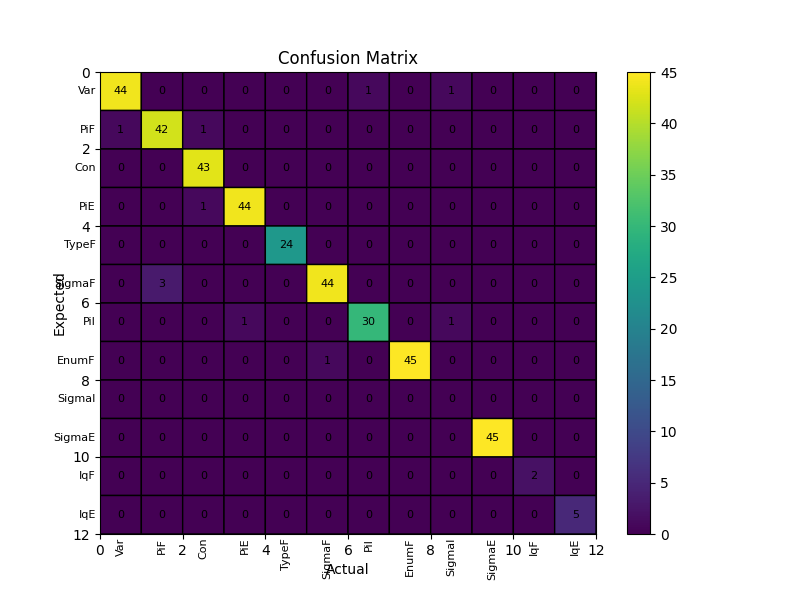 Confusion Matrix
0
Var 44 0 0 0 0 0 1 0 1 0 0 0
PiF 1 42 1 0 0 0 0 0 0 0 0 0
2
Con 0 0 43 0 0 0 0 0 0 0 0 0
PiE 0 0 1 44 0 0 0 0 0 0 0 0
4
TypeF 0 0 0 0 24 0 0 0 0 0 0 0
SigmaF 0 3 0 0 0 44 0 0 0 0 0 0
Expected
6
PiI 0 0 0 1 0 0 30 0 1 0 0 0
EnumF 0 0 0 0 0 1 0 45 0 0 0 0
8
SigmaI 0 0 0 0 0 0 0 0 0 0 0 0
SigmaE 0 0 0 0 0 0 0 0 0 45 0 0
10
IqF 0 0 0 0 0 0 0 0 0 0 2 0
IqE 0 0 0 0 0 0 0 0 0 0 0 5
12
0 2 4 6 8 10 12
Var PiF Con PiE TypeF SigmaF PiI EnumF SigmaI SigmaE IqF IqE
Actual
45
40
35
30
25
20
15
10
5
0